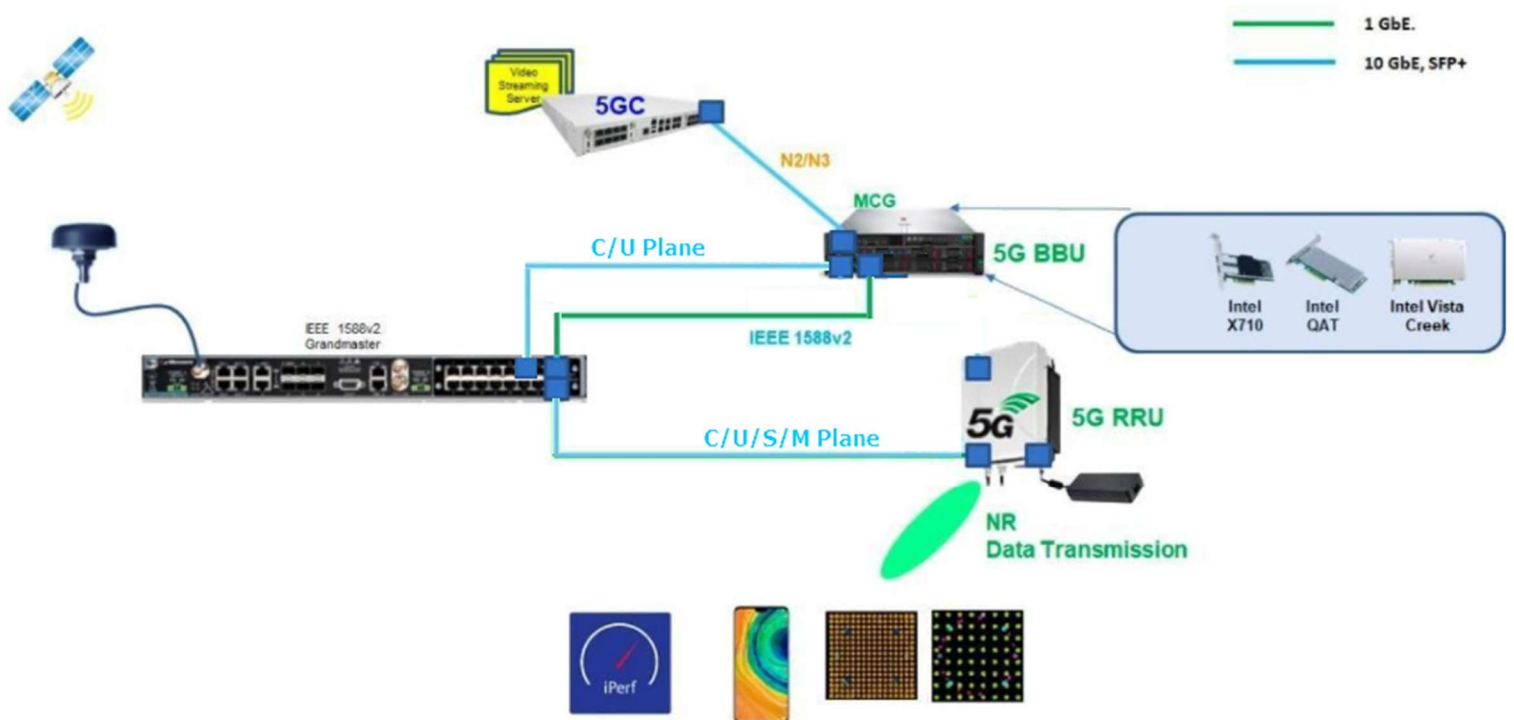 1 GbE.
10 GbE, SFP+
Video
Streaming
Server
5GC
N2/N3
MCG
5G BBU
C/U Plane
Intel
X710
Intel
QAT
Intel Vista
Creek
IEEE 1588v2
Grandmaster
IEEE 1588v2
5G
5G RRU
C/U/S/M Plane
NR
Data Transmission
iPerf